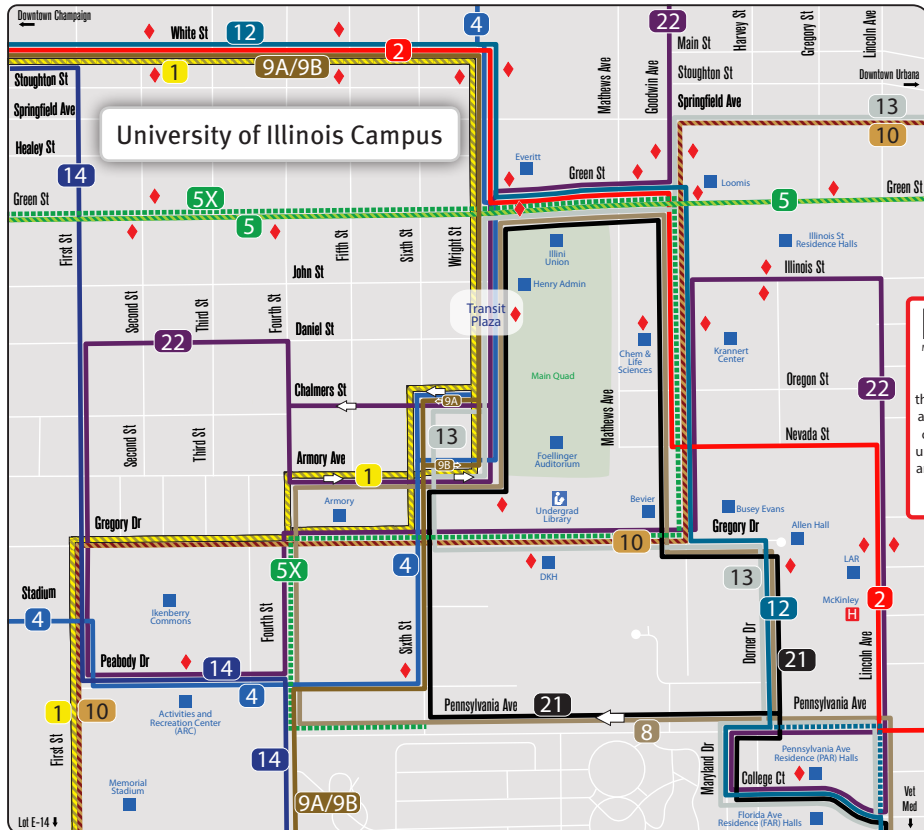 Downtown Champaign
White St
12
4
22
Main St
Harvey St
Gregory St
Lincoln Ave
2
9A/9B
1
Stoughton St
Mathews Ave
Goodwin Ave
Stoughton St
Downtown Urbana
Springfield Ave
Springfield Ave
13
10
University of Illinois Campus
Healey St
14
Everitt
Green St
Loomis
Green St
5X
5
5
Green St
First St
Fifth St
Sixth St
Wright St
Illini
Union
Illinois St
Residence Halls
John St
Illinois St
Henry Admin
Second St
Third St
Fourth St
Daniel St
Transit
Plaza
22
Chem & Life
Sciences
Krannert
Center
Main Quad
Mathews Ave
Oregon St
22
Chalmers St
9A
Second St
Third St
13
Nevada St
Armory Ave
9B
1
Foellinger
Auditorium
Armory
Undergrad
Library
Bevier
Busey Evans
Gregory Dr
Gregory Dr
Allen Hall
10
5X
4
DKH
13
LAR
Stadium
4
Ikenberry
Commons
Fourth St
Sixth St
12
Dorner Dr
McKinley
H
2
Lincoln Ave
21
Peabody Dr
14
4
Pennsylvania Ave
21
Pennsylvania Ave
1
10
Activities and
Recreation Center
(ARC)
8
First St
14
Maryland Dr
Pennsylvania Ave
Residence (PAR) Halls
College Ct
Memorial
Stadium
9A/9B
Vet
Med
Lot E-14
Florida Ave
Residence (FAR) Halls